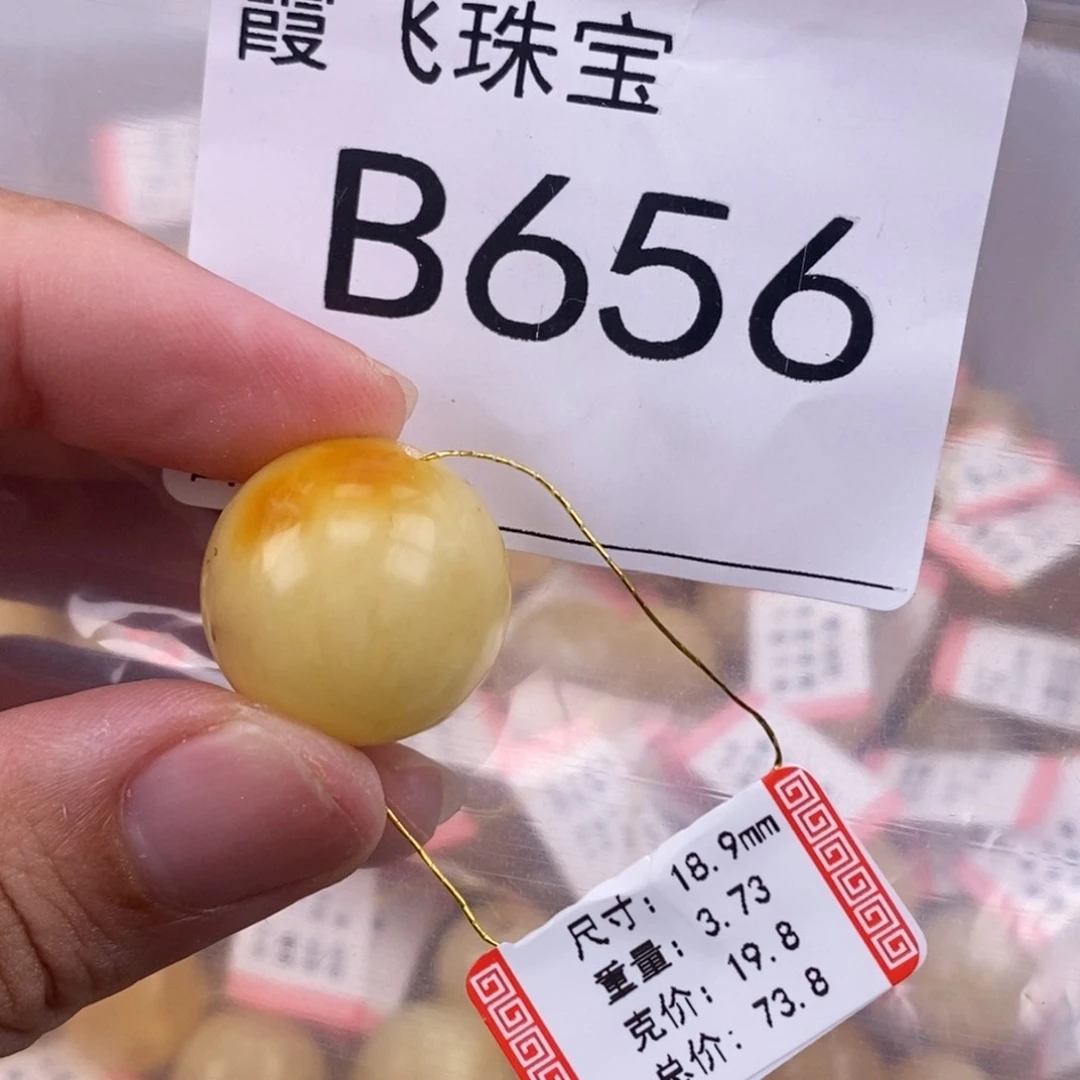 霞飞珠宝
B656
尺寸: 18.9mm
重量: 3.73
克价: 19.8
总价: 73.8